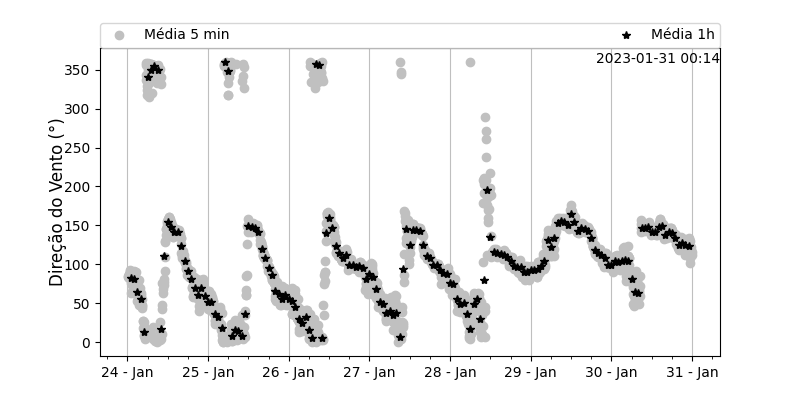 Média 5 min
Média 1h
2023-01-31 00:14
Direção do Vento (°)
350
300
250
200
150
100
50
0
24 - Jan
25 - Jan
26 - Jan
27 - Jan
28 - Jan
29 - Jan
30 - Jan
31 - Jan